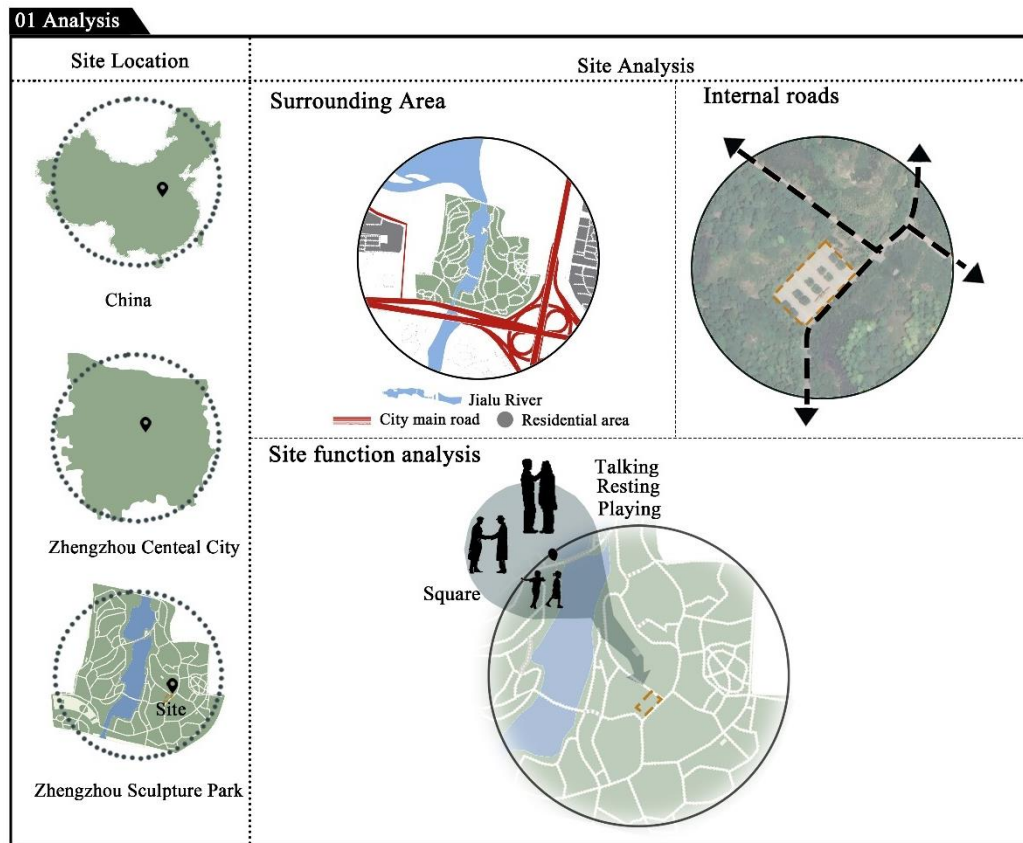 01 Analysis
Site Location
Site Analysis
China
Zhengzhou Centeal City
Site
Zhengzhou Sculpture Park
Surrounding Area
Jialu River
City main road
Residential area
Internal roads
Site function analysis
Talking
Resting
Playing
Square